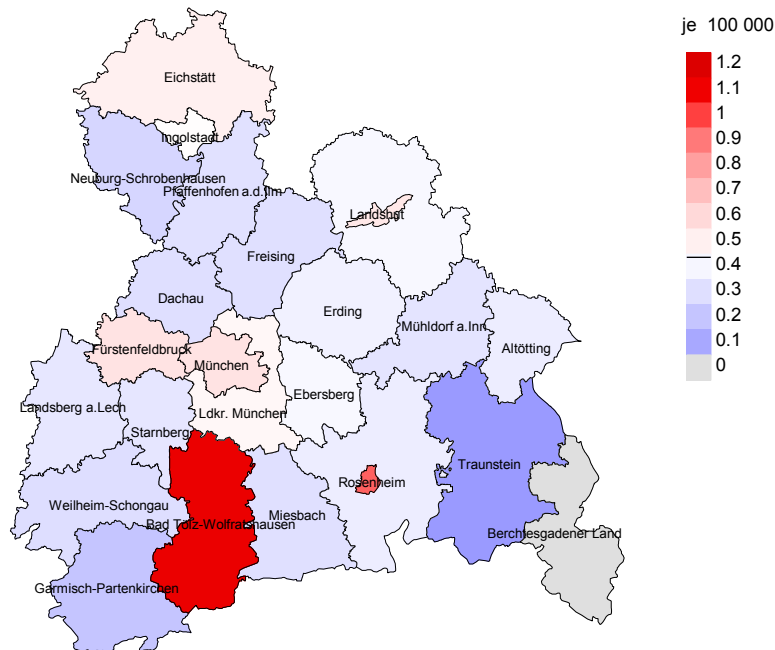 je 100 000
1.2
1.1
1
0.9
0.8
0.7
0.6
0.5
0.4
0.3
0.2
0.1
0
Eichstätt
Ingolstadt
Neuburg-Schrobenhausen
Pfaffenhofen a.d.Ilm
Landshut
Freising
Dachau
Erding
Mühldorf a.Inn
Altötting
Fürstenfeldbruck
München
Ebersberg
Landsberg a.Lech
Ldkr. München
Starnberg
Traunstein
Rosenheim
Weilheim-Schongau
Miesbach
Bad Tölz-Wolfratshausen
Berchtesgadener Land
Garmisch-Partenkirchen